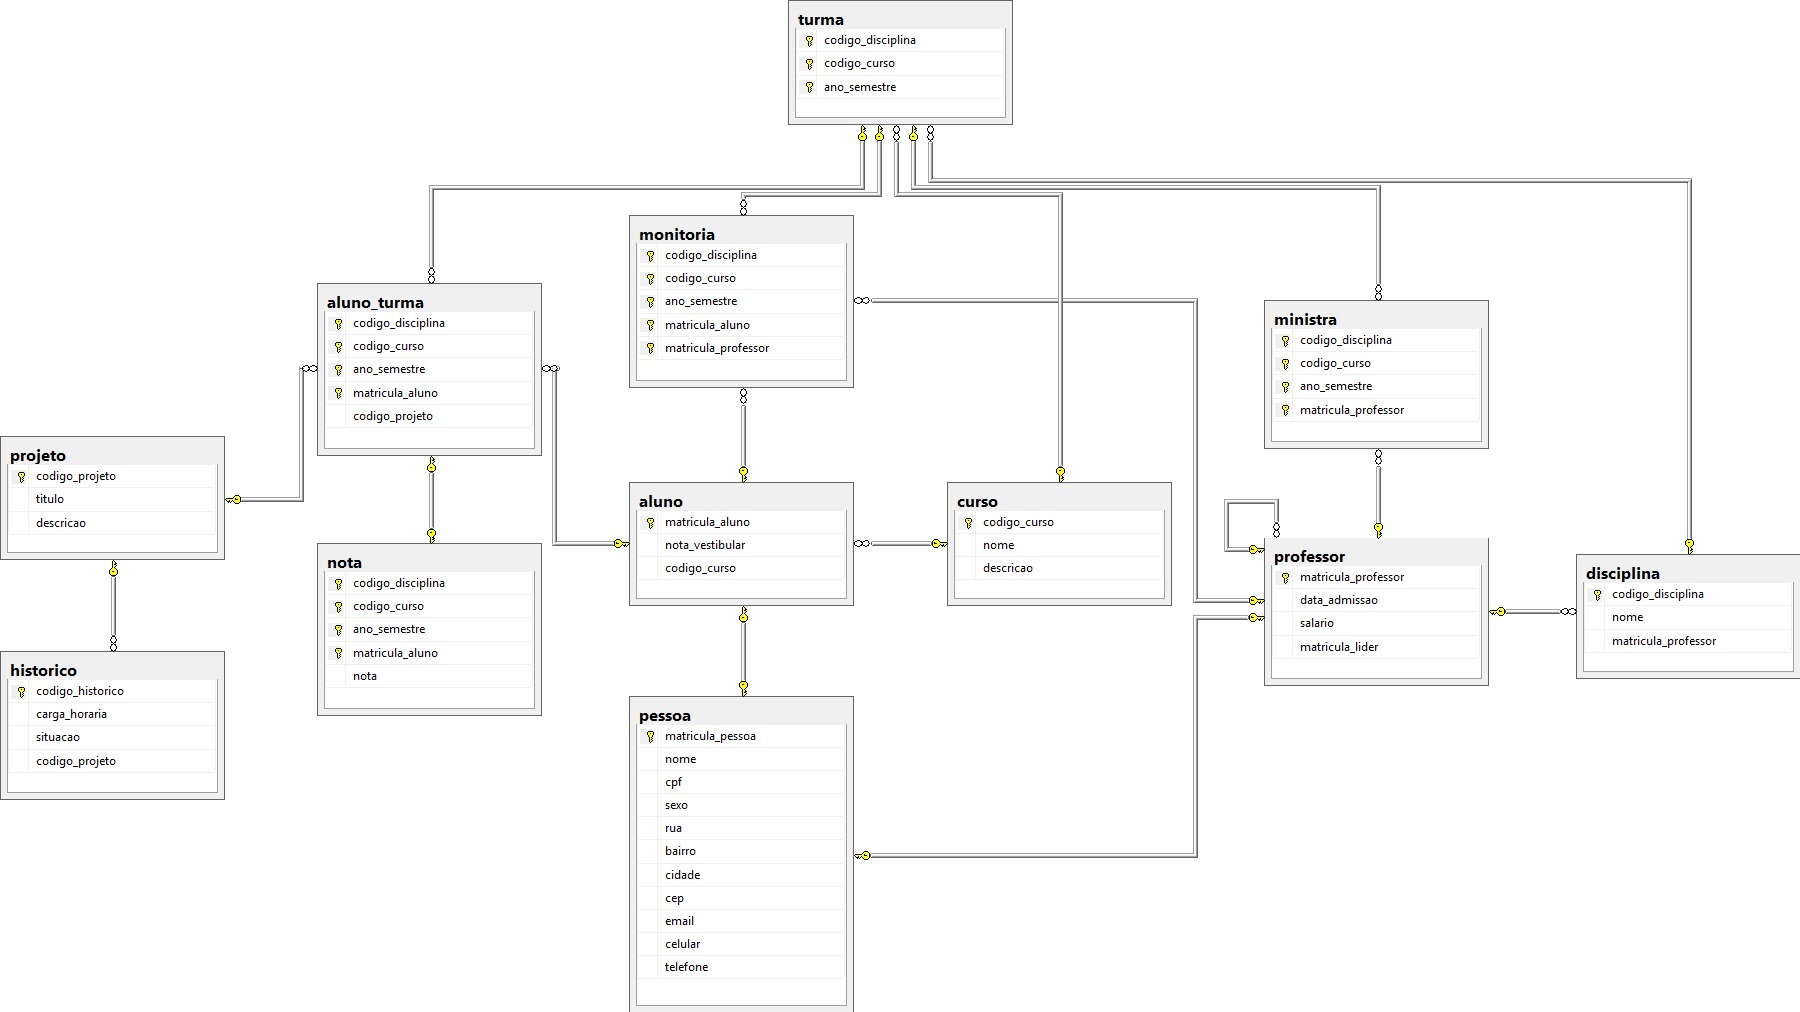 turma
codigo_disciplina
codigo_curso
ano_semestre
monitoria
codigo_disciplina
codigo_curso
ano_semestre
matricula_aluno
matricula_professor
aluno_turma
codigo_disciplina
codigo_curso
ano_semestre
matricula_aluno
codigo_projeto
ministra
codigo_disciplina
codigo_curso
ano_semestre
matricula_professor
projeto
codigo_projeto
titulo
descricao
nota
codigo_disciplina
codigo_curso
ano_semestre
matricula_aluno
nota
aluno
matricula_aluno
nota_vestibular
codigo_curso
curso
codigo_curso
nome
descricao
professor
matricula_professor
data_admissao
salario
matricula_lider
disciplina
codigo_disciplina
nome
matricula_professor
historico
codigo_historico
carga_horaria
situacao
codigo_projeto
pessoa
matricula_pessoa
nome
cpf
sexo
rua
bairro
cidade
cep
email
celular
telefone